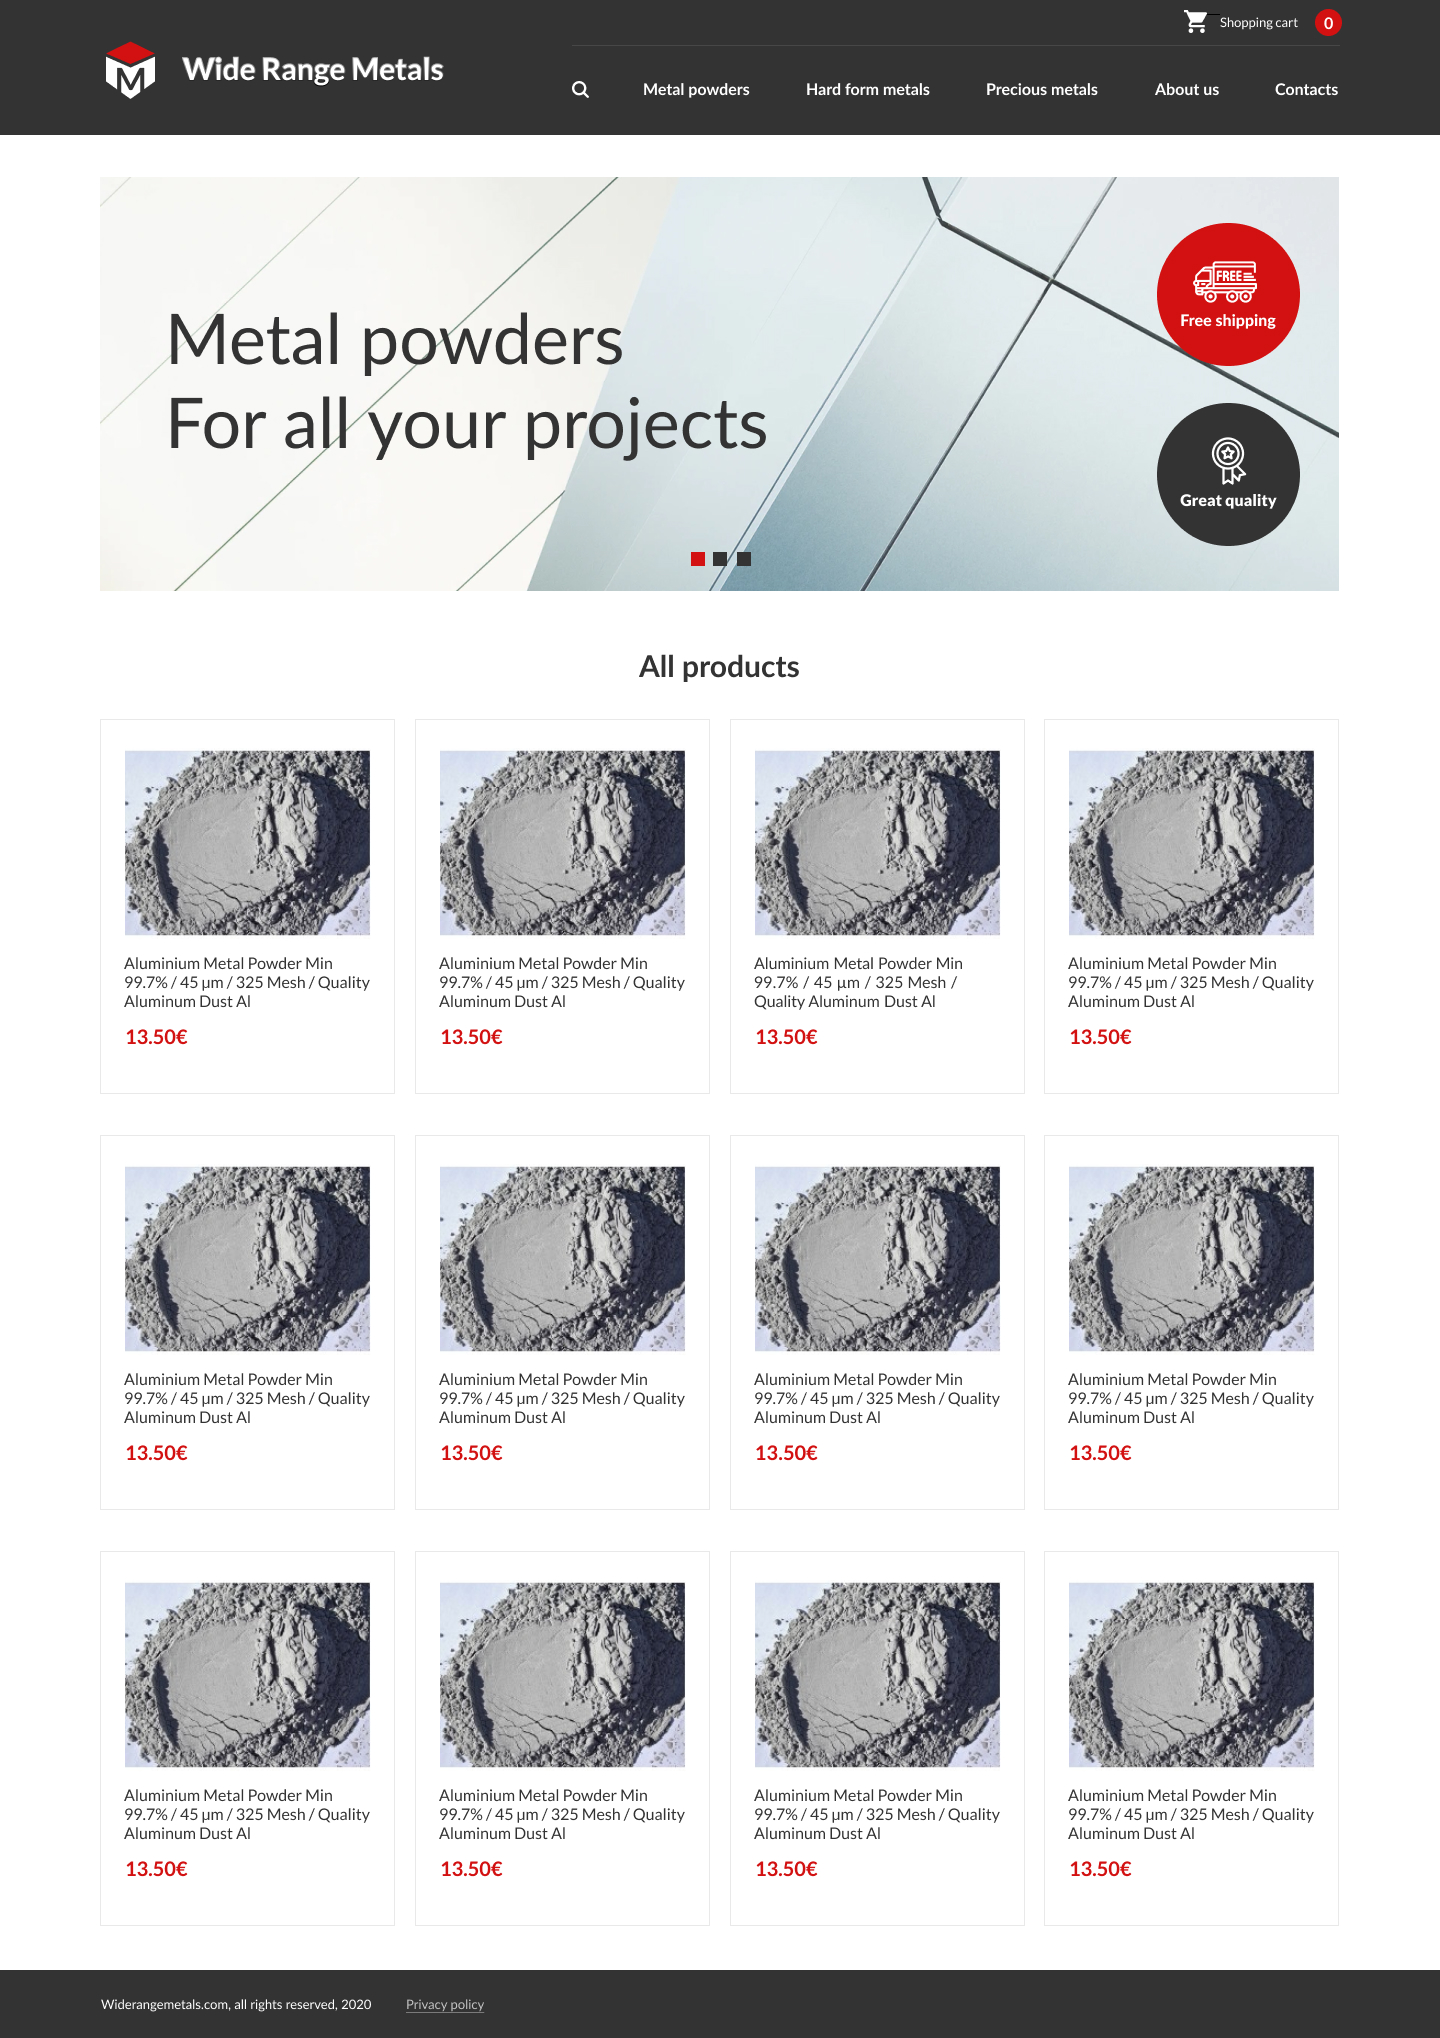 Shopping cart 0
Wide Range Metals
Metal powders Hard form metals Precious metals About us Contacts
Metal powders
For all your projects
FREE
Free shipping
Great quality
All products
Aluminium Metal Powder Min
99.7% / 45 µm / 325 Mesh / Quality
Aluminum Dust Al
13.50€
Aluminium Metal Powder Min
99.7% / 45 µm / 325 Mesh / Quality
Aluminum Dust Al
13.50€
Aluminium Metal Powder Min
99.7% / 45 µm / 325 Mesh /
Quality Aluminum Dust Al
13.50€
Aluminium Metal Powder Min
99.7% / 45 µm / 325 Mesh / Quality
Aluminum Dust Al
13.50€
Aluminium Metal Powder Min
99.7% / 45 µm / 325 Mesh / Quality
Aluminum Dust Al
13.50€
Aluminium Metal Powder Min
99.7% / 45 µm / 325 Mesh / Quality
Aluminum Dust Al
13.50€
Aluminium Metal Powder Min
99.7% / 45 µm / 325 Mesh / Quality
Aluminum Dust Al
13.50€
Aluminium Metal Powder Min
99.7% / 45 µm / 325 Mesh / Quality
Aluminum Dust Al
13.50€
Aluminium Metal Powder Min
99.7% / 45 µm / 325 Mesh / Quality
Aluminum Dust Al
13.50€
Aluminium Metal Powder Min
99.7% / 45 µm / 325 Mesh / Quality
Aluminum Dust Al
13.50€
Aluminium Metal Powder Min
99.7% / 45 µm / 325 Mesh / Quality
Aluminum Dust Al
13.50€
Aluminium Metal Powder Min
99.7% / 45 µm / 325 Mesh / Quality
Aluminum Dust Al
13.50€
Widerangemetals.com, all rights reserved, 2020 Privacy policy